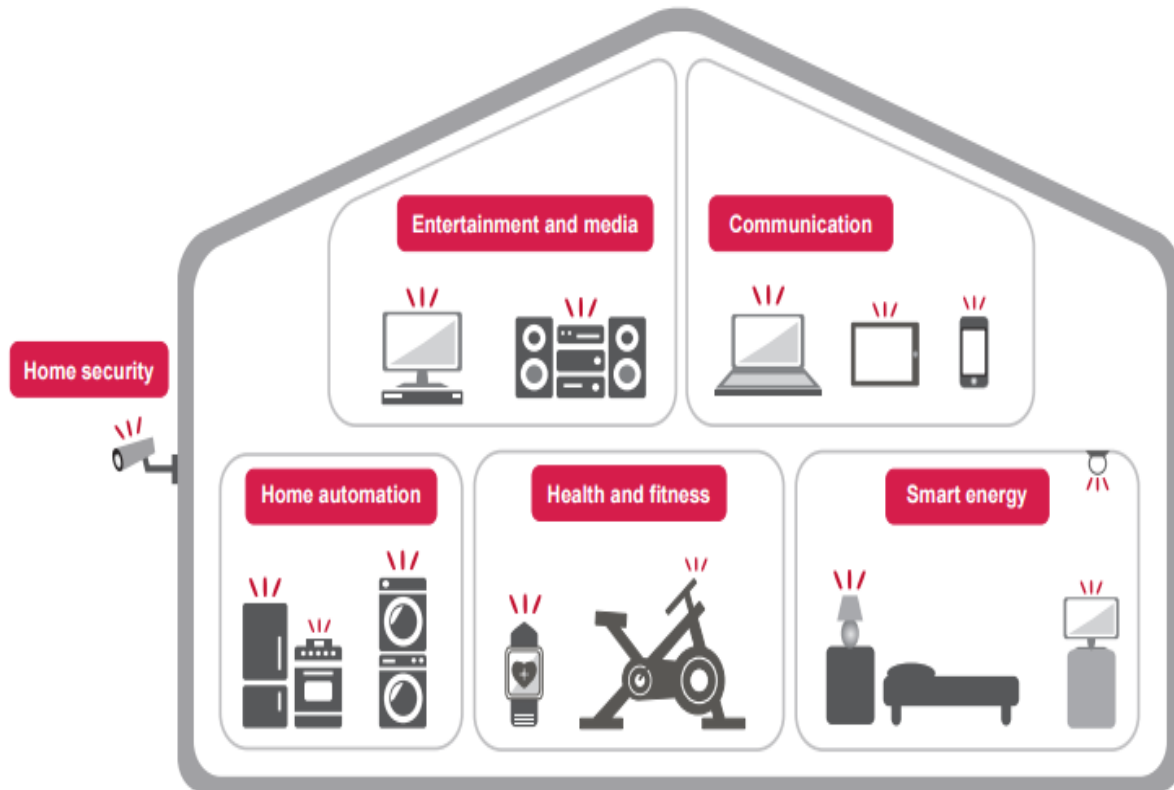 Entertainment and media
Communication
Home security
Home automation
Health and fitness
Smart energy